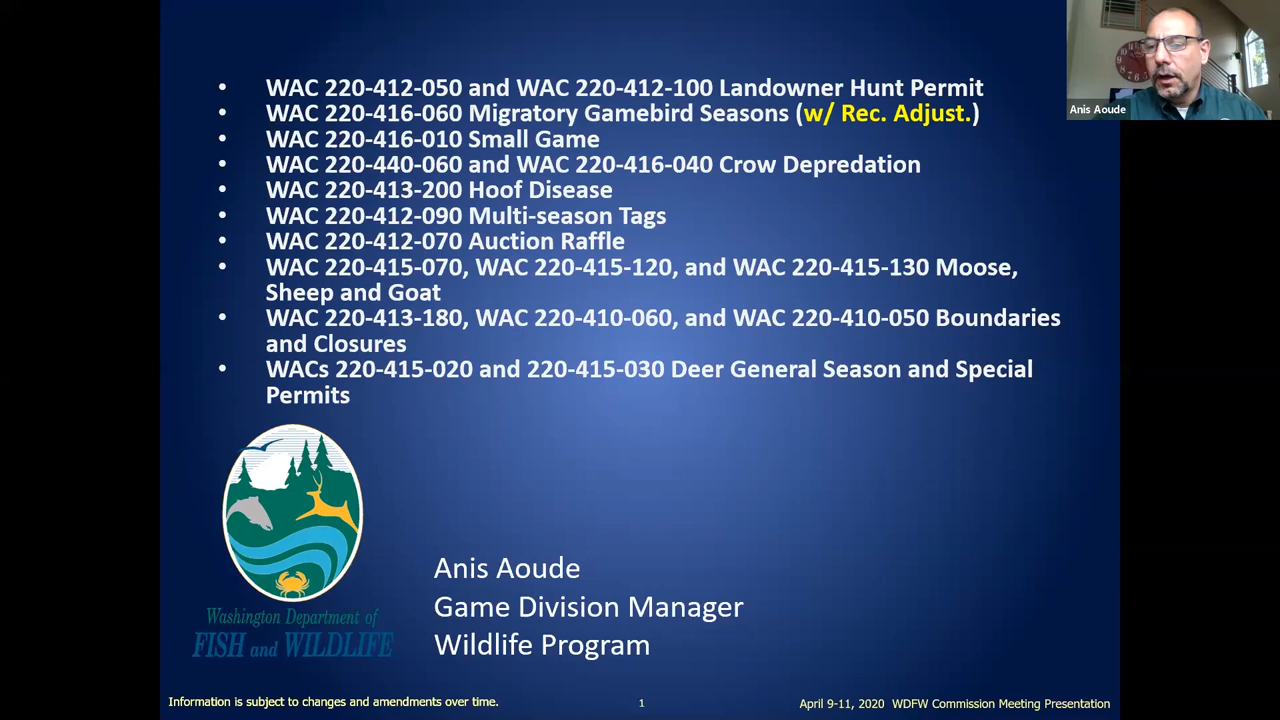 • WAC 220-412-050 and WAC 220-412-100 Landowner Hunt Permit
• WAC 220-416-060 Migratory Gamebird Seasons (w/ Rec. Adjust.)
• WAC 220-416-010 Small Game
• WAC 220-440-060 and WAC 220-416-040 Crow Depredation
• WAC 220-413-200 Hoof Disease
• WAC 220-412-090 Multi-season Tags
• WAC 220-412-070 Auction Raffle
• WAC 220-415-070, WAC 220-415-120, and WAC 220-415-130 Moose,
Sheep and Goat
• WAC 220-413-180, WAC 220-410-060, and WAC 220-410-050 Boundaries
and Closures
• WACs 220-415-020 and 220-415-030 Deer General Season and Special
Permits
Anis Aoude
Washington Department of
FISH and WILDLIFE
Anis Aoude
Game Division Manager
Wildlife Program
Information is subject to changes and amendments over time.
1
April 9-11, 2020 WDFW Commission Meeting Presentation